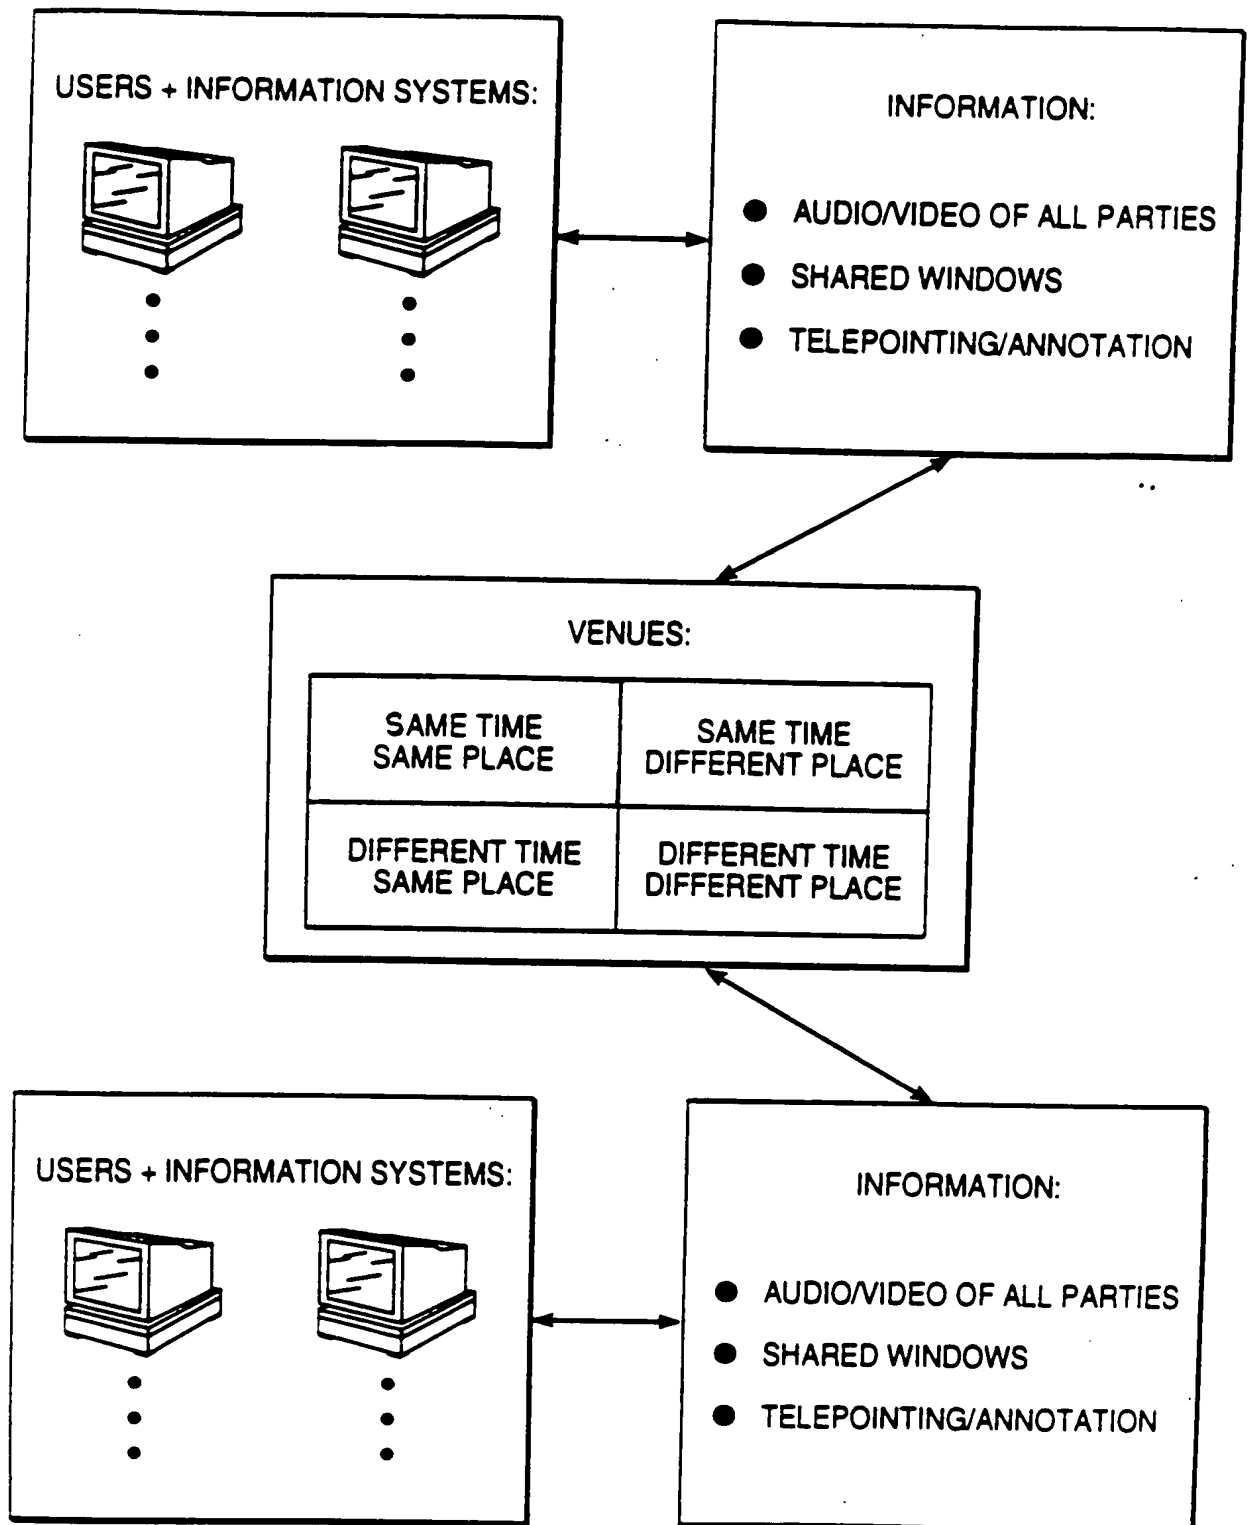 USERS + INFORMATION SYSTEMS:
INFORMATION:
● AUDIO/VIDEO OF ALL PARTIES
● SHARED WINDOWS
● TELEPOINTING/ANNOTATION
VENUES:
SAME TIME
SAME PLACE
SAME TIME
DIFFERENT PLACE
DIFFERENT TIME
SAME PLACE
DIFFERENT TIME
DIFFERENT PLACE
USERS + INFORMATION SYSTEMS:
INFORMATION:
● AUDIO/VIDEO OF ALL PARTIES
● SHARED WINDOWS
● TELEPOINTING/ANNOTATION